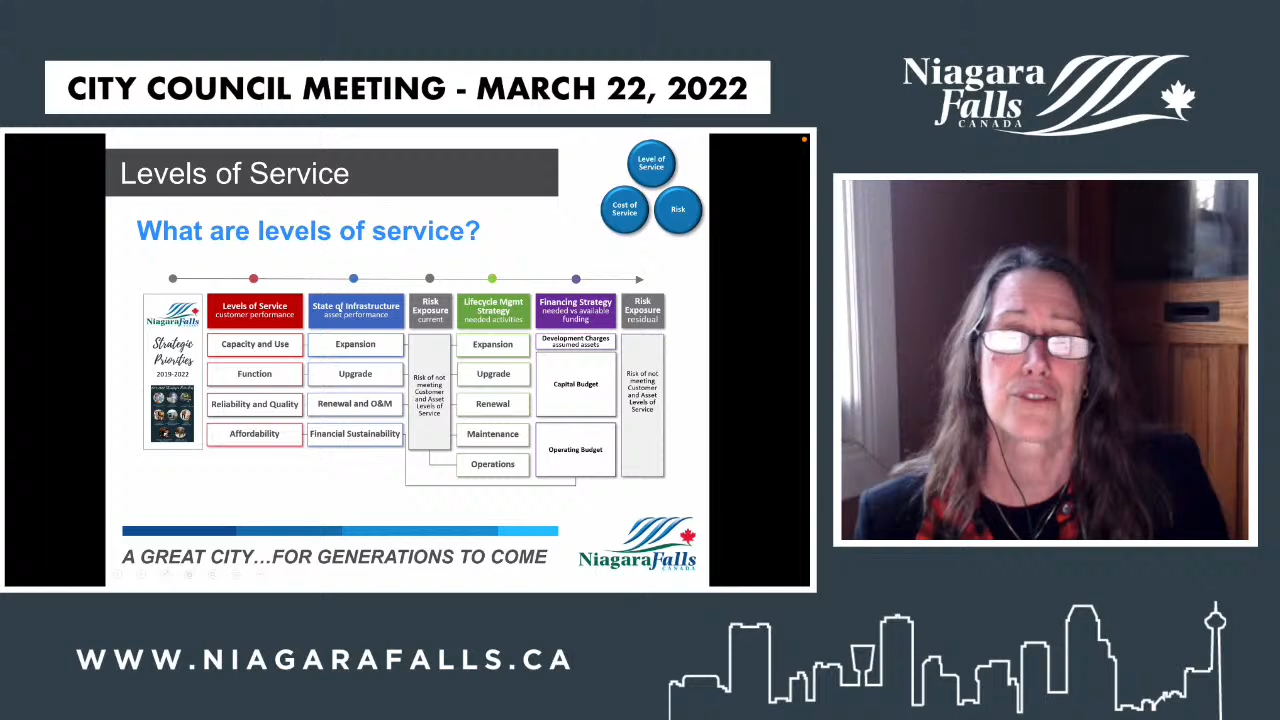 CITY COUNCIL MEETING - MARCH 22, 2022
Niagara
Falls
CANADA
Levels of Service
Level of
Service
Cost of
Service
Risk
What are levels of service?
NiagaraFalls
Strategic
Priorities
2019-2022
Levels of Service
customer performance
Capacity and Use
Function
Reliability and Quality
Affordability
State of Infrastructure
asset performance
Expansion
Upgrade
Renewal and O&M
Financial Sustainability
Risk
Exposure
current
Risk of not
meeting
Customer
and Asset
Levels of
Service
Lifecycle Mgmt
Strategy
needed activities
Expansion
Upgrade
Renewal
Maintenance
Operations
Financing Strategy
needed vs available
funding
Development Charges
assumed assets
Capital Budget
Operating Budget
Risk
Exposure
residual
Risk of not
meeting
Customer
and Asset
Levels of
Service
A GREAT CITY...FOR GENERATIONS TO COME
NiagaraFalls
CANADA
WWW.NIAGARAFALLS.CA